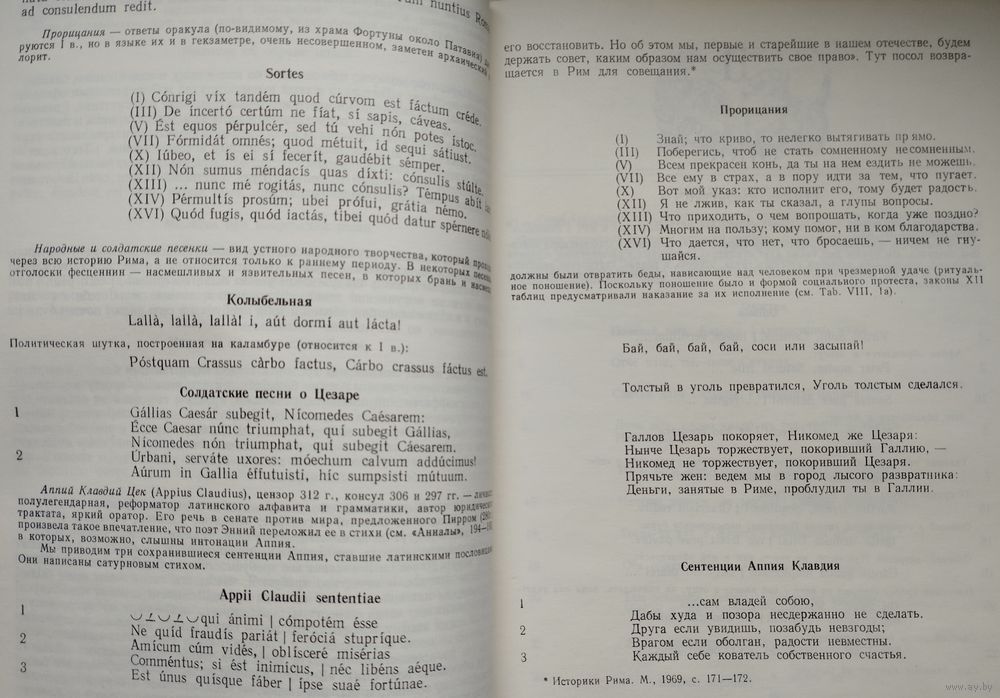 ad consulendum redit.
nuntius
Прорицания — ответы оракула (по-видимому, из храма Фортуны около Патавия)
руются I в., но в языке их и в гекзаметре, очень несовершенном, заметен архаический
лорит.
Sortes
(I) Cónrigi víx tandém quod cúrvom est fáctum créde.
(III) De íncertó certúm ne fíat, sí sapis, cáveas.
(V) Ést equos pérpulcér, sed tú vehi nón potes ístoc.
(VII) Fórmidát omnés; quod métuit, id sequi sátiust.
(X) Iúbeo, et ís ei sí fecerít, gaudébit sémper.
(XII) Nón sumus méndacís quas díxti: cónsulis stúlte.
(XIII) ... nunc mé rogitás, nunc cónsulis? Témpus abít
(XIV) Pérmultís prosúm; ubei prófui, grátia némo.
(XVI) Quód fugis, quód iactás, tibei quód datur spérnere
Народные и солдатские песенки — вид устного народного творчества, который
через всю историю Рима, а не относится только к раннему периоду. В некоторых
отголоски фесценнин — насмешливых и язвительных песен, в которых брань и
Колыбельная
Lallà, lallà, lallà! i, aút dormí aut lácta!
Политическая шутка, построенная на каламбуре (относится к I в.):
Póstquam Crassus càrbo factus, Cárbo crassus fáctus est.
Солдатские песни о Цезаре
1 Gállias Caesár subegit, Nícomedes Caésarem:
Écce Caesar núnc triumphat, quí subegit Gállias,
Nícomedes nón triumphat, qui subegit Cáesarem.
2 Úrbani, serváte uxores: móechum calvum addúcimus!
Aúrum in Gallia éffutuisti, híc sumpsisti mútuum.
Аппий Клавдий Цек (Appius Claudius), цензор 312 г., консул 306 и 297 гг. —
полулегендарная, реформатор латинского алфавита и грамматики, автор юридического
трактата, яркий оратор. Его речь в сенате против мира, предложенного Пирром
произвела такое впечатление, что поэт Энний переложил ее в стихи (см. «Анналы»,
в которых, возможно, слышны интонации Аппия.
Мы приводим три сохранившиеся сентенции Аппия, ставшие латинскими
Они написаны сатурновым стихом.
Appii Claudii sententiae
1 ◡⊥◡⊥◡qui ánimi | cómpotém ésse
Ne quíd fraudís pariát | feróciá stupríque.
2 Amícum cúm vidés, | oblísceré misérias
Comméntus; si ést inimícus, | néc libéns aéque.
3 Est únus quísque fáber | ípse suaé fortúnae.
его восстановить. Но об этом мы, первые и старейшие в нашем отечестве, будем
держать совет, каким образом нам осуществить свое право». Тут посол возвра-
щается в Рим для совещания.*
Прорицания
(I) Знай; что криво, то нелегко вытягивать прямо.
(III) Поберегись, чтоб не стать сомненному несомненным.
(V) Всем прекрасен конь, да ты на нем ездить не можешь.
(VII) Все ему в страх, а в пору идти за тем, что пугает.
(X) Вот мой указ: кто исполнит его, тому будет радость.
(XII) Я не лжив, как ты сказал, а глупы вопросы.
(XIII) Что приходить, о чем вопрошать, когда уже поздно?
(XIV) Многим на пользу; кому помог, ни в ком благодарства.
(XVI) Что дается, что нет, что бросаешь, — ничем не гну-
шайся.
должны были отвратить беды, нависающие над человеком при чрезмерной удаче (ритуаль-
ное поношение). Поскольку поношение было и формой социального протеста, законы XII
таблиц предусматривали наказание за их исполнение (см. Tab. VIII, 1a).
Бай, бай, бай, бай, соси или засыпай!
Толстый в уголь превратился, Уголь толстым сделался.
Галлов Цезарь покоряет, Никомед же Цезаря:
Нынче Цезарь торжествует, покоривший Галлию, —
Никомед не торжествует, покоривший Цезаря.
Прячьте жен: ведем мы в город лысого развратника:
Деньги, занятые в Риме, проблудил ты в Галлии.
Сентенции Аппия Клавдия
1 ...сам владей собою,
Дабы худа и позора несдержанно не сделать.
2 Друга если увидишь, позабудь невзгоды;
Врагом если оболган, радости невместны.
3 Каждый себе кователь собственного счастья.
* Историки Рима. М., 1969, с. 171—172.
www.ay.by